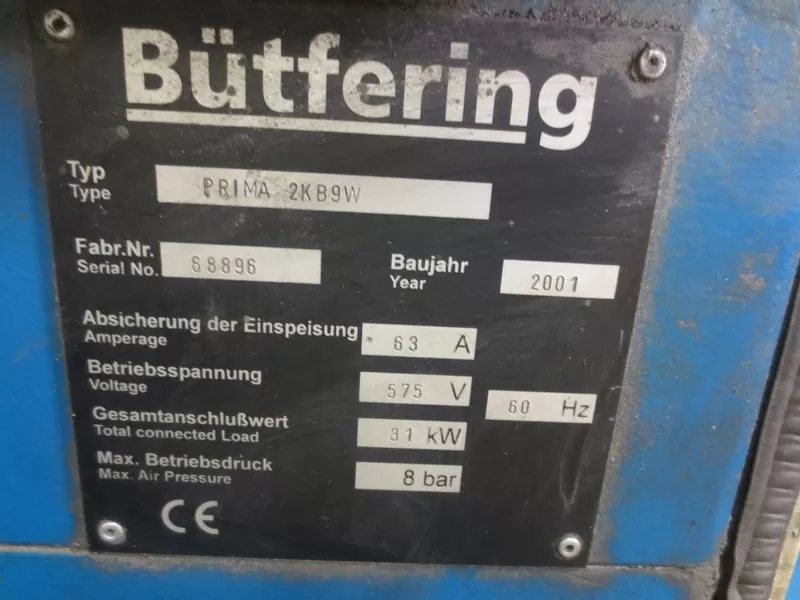 Bütfering
Typ
Type
PRIMA 2KB9W
Fabr.Nr.
Serial No.
68896
Baujahr
Year
2001
Absicherung der Einspeisung
Amperage
63 A
Betriebsspannung
Voltage
575 V
60 Hz
Gesamtanschlußwert
Total connected Load
31 kW
Max. Betriebsdruck
Max. Air Pressure
8 bar
CE